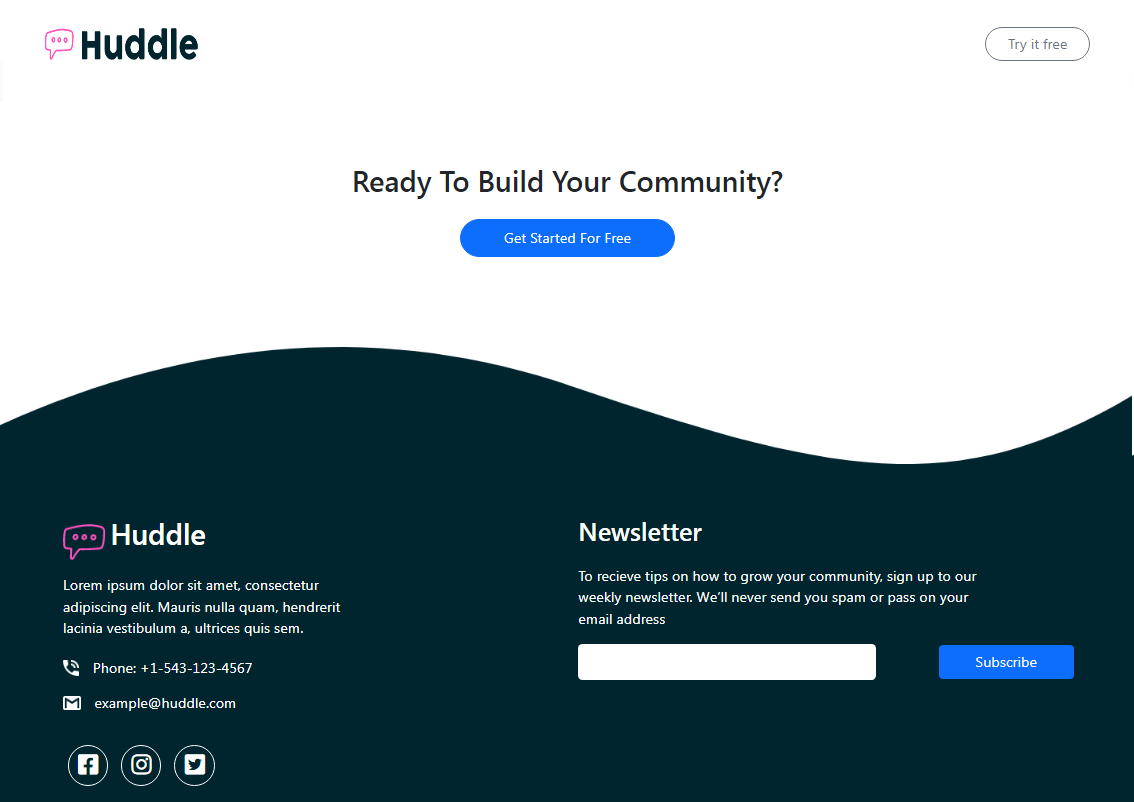 Huddle
Try it free
Ready To Build Your Community?
Get Started For Free
Huddle
Lorem ipsum dolor sit amet, consectetur
adipiscing elit. Mauris nulla quam, hendrerit
lacinia vestibulum a, ultrices quis sem.
Phone: +1-543-123-4567
example@huddle.com
Newsletter
To recieve tips on how to grow your community, sign up to our
weekly newsletter. We’ll never send you spam or pass on your
email address
Subscribe